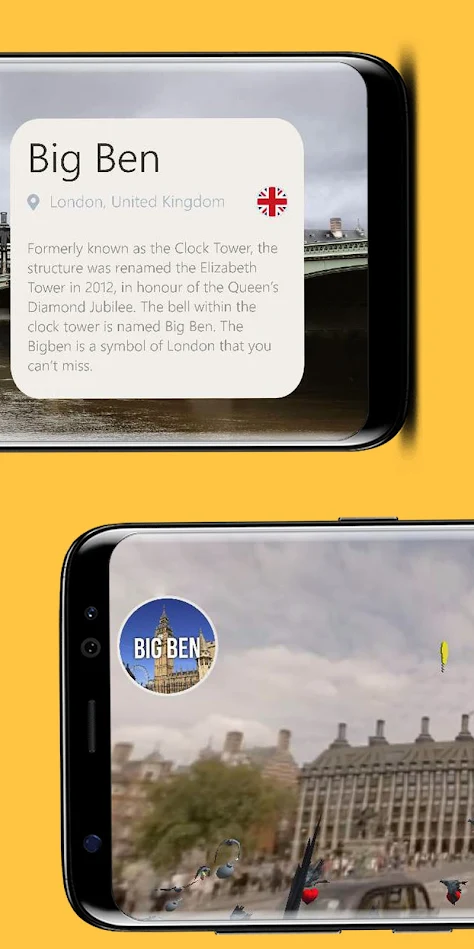 Big Ben
London, United Kingdom
Formerly known as the Clock Tower, the
structure was renamed the Elizabeth
Tower in 2012, in honour of the Queen's
Diamond Jubilee. The bell within the
clock tower is named Big Ben. The
Bigben is a symbol of London that you
can't miss.
BIG BEN